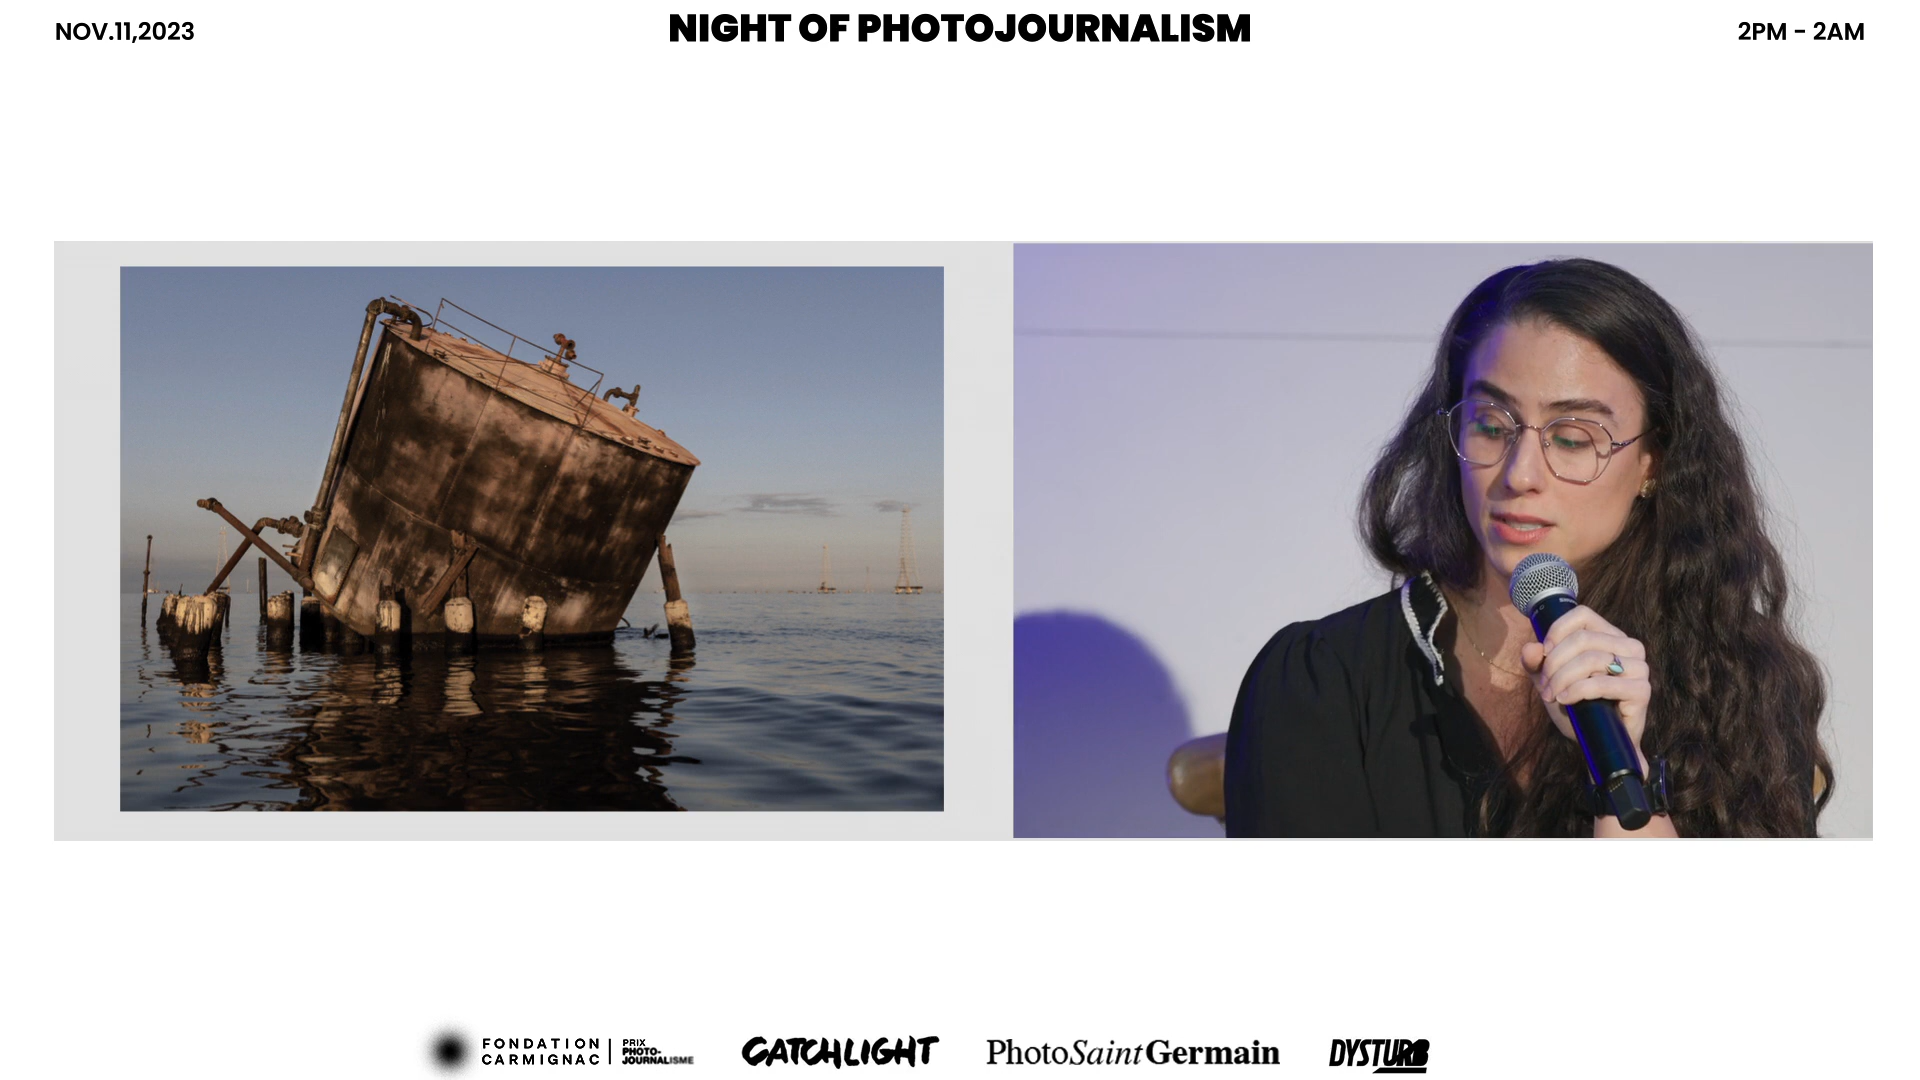 NOV.11,2023
NIGHT OF PHOTOJOURNALISM
2PM - 2AM
FONDATION
CARMIGNAC
PRIX
PHOTO-
JOURNALISME
CATCHLIGHT
PhotoSaintGermain
DYSTURB